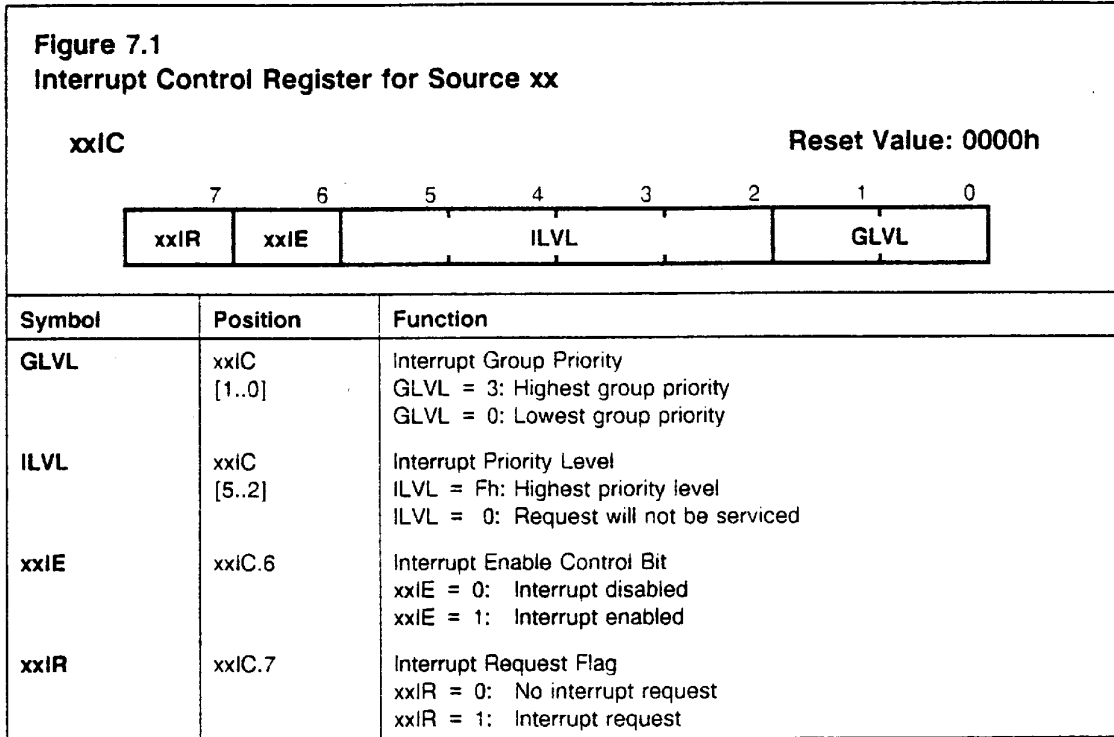 Figure 7.1
Interrupt Control Register for Source xx
xxIC Reset Value: 0000h
7 6 5 4 3 2 1 0
xxIR xxIE ILVL GLVL
Symbol Position Function
GLVL xxIC Interrupt Group Priority
[1..0] GLVL = 3: Highest group priority
GLVL = 0: Lowest group priority
ILVL xxIC Interrupt Priority Level
[5..2] ILVL = Fh: Highest priority level
ILVL = 0: Request will not be serviced
xxIE xxIC.6 Interrupt Enable Control Bit
xxIE = 0: Interrupt disabled
xxIE = 1: Interrupt enabled
xxIR xxIC.7 Interrupt Request Flag
xxIR = 0: No interrupt request
xxIR = 1: Interrupt request